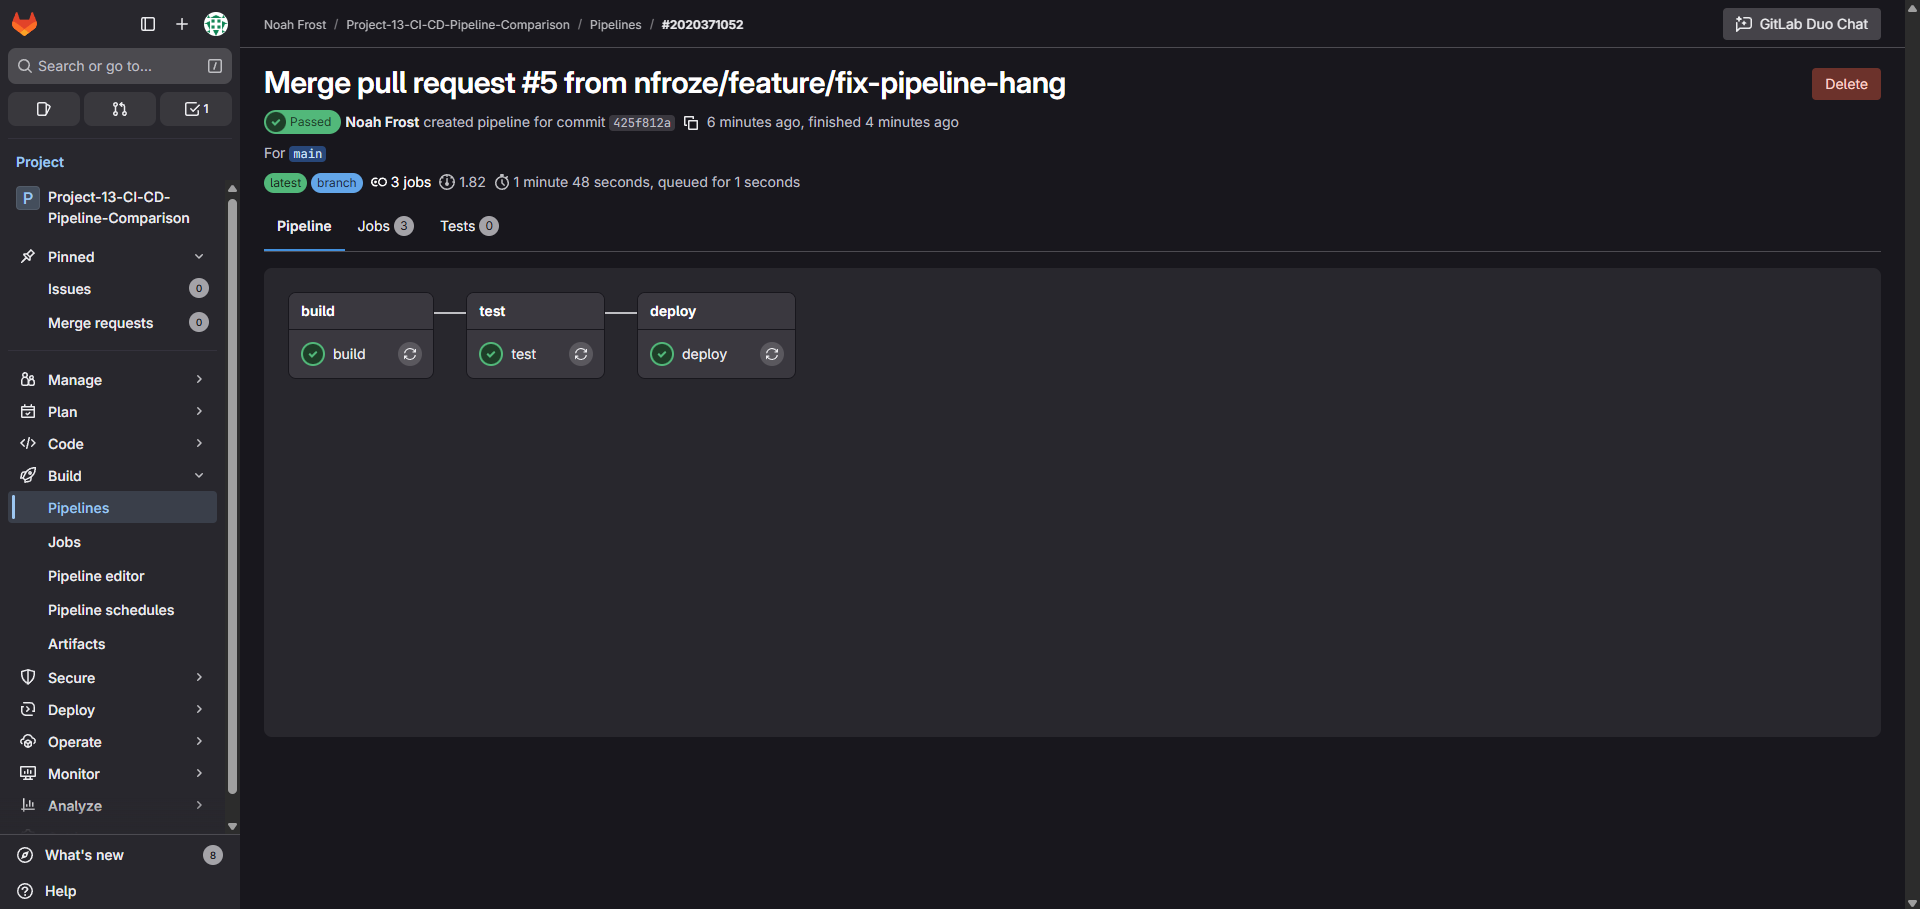 Noah Frost / Project-13-CI-CD-Pipeline-Comparison / Pipelines / #2020371052
GitLab Duo Chat
Search or go to...
/
1
Project
P
Project-13-CI-CD-
Pipeline-Comparison
Pinned
Issues 0
Merge requests 0
Manage
Plan
Code
Build
Pipelines
Jobs
Pipeline editor
Pipeline schedules
Artifacts
Secure
Deploy
Operate
Monitor
Analyze
What's new 8
Help
Merge pull request #5 from nfroze/feature/fix-pipeline-hang
Delete
Passed Noah Frost created pipeline for commit 425f812a 6 minutes ago, finished 4 minutes ago
For main
latest branch 3 jobs 1.82 1 minute 48 seconds, queued for 1 seconds
Pipeline Jobs 3 Tests 0
build test deploy
build test deploy